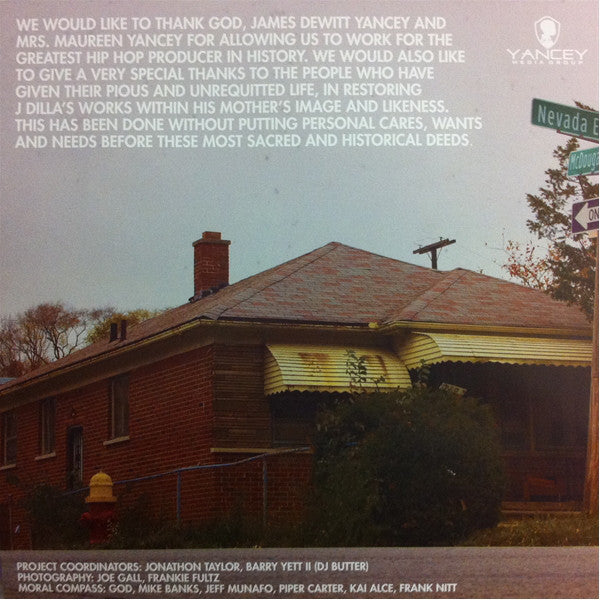 WE WOULD LIKE TO THANK GOD, JAMES DEWITT YANCEY AND
MRS. MAUREEN YANCEY FOR ALLOWING US TO WORK FOR THE
GREATEST HIP HOP PRODUCER IN HISTORY. WE WOULD ALSO LIKE
TO GIVE A VERY SPECIAL THANKS TO THE PEOPLE WHO HAVE
GIVEN THEIR PIOUS AND UNREQUITTED LIFE, IN RESTORING
J DILLA'S WORKS WITHIN HIS MOTHER'S IMAGE AND LIKENESS.
THIS HAS BEEN DONE WITHOUT PUTTING PERSONAL CARES, WANTS
AND NEEDS BEFORE THESE MOST SACRED AND HISTORICAL DEEDS.
YANCEY
MEDIA GROUP
Nevada E
McDouga
ON
PROJECT COORDINATORS: JONATHON TAYLOR, BARRY YETT II (DJ BUTTER)
PHOTOGRAPHY: JOE GALL, FRANKIE FULTZ
MORAL COMPASS: GOD, MIKE BANKS, JEFF MUNAFO, PIPER CARTER, KAI ALCE, FRANK NITT